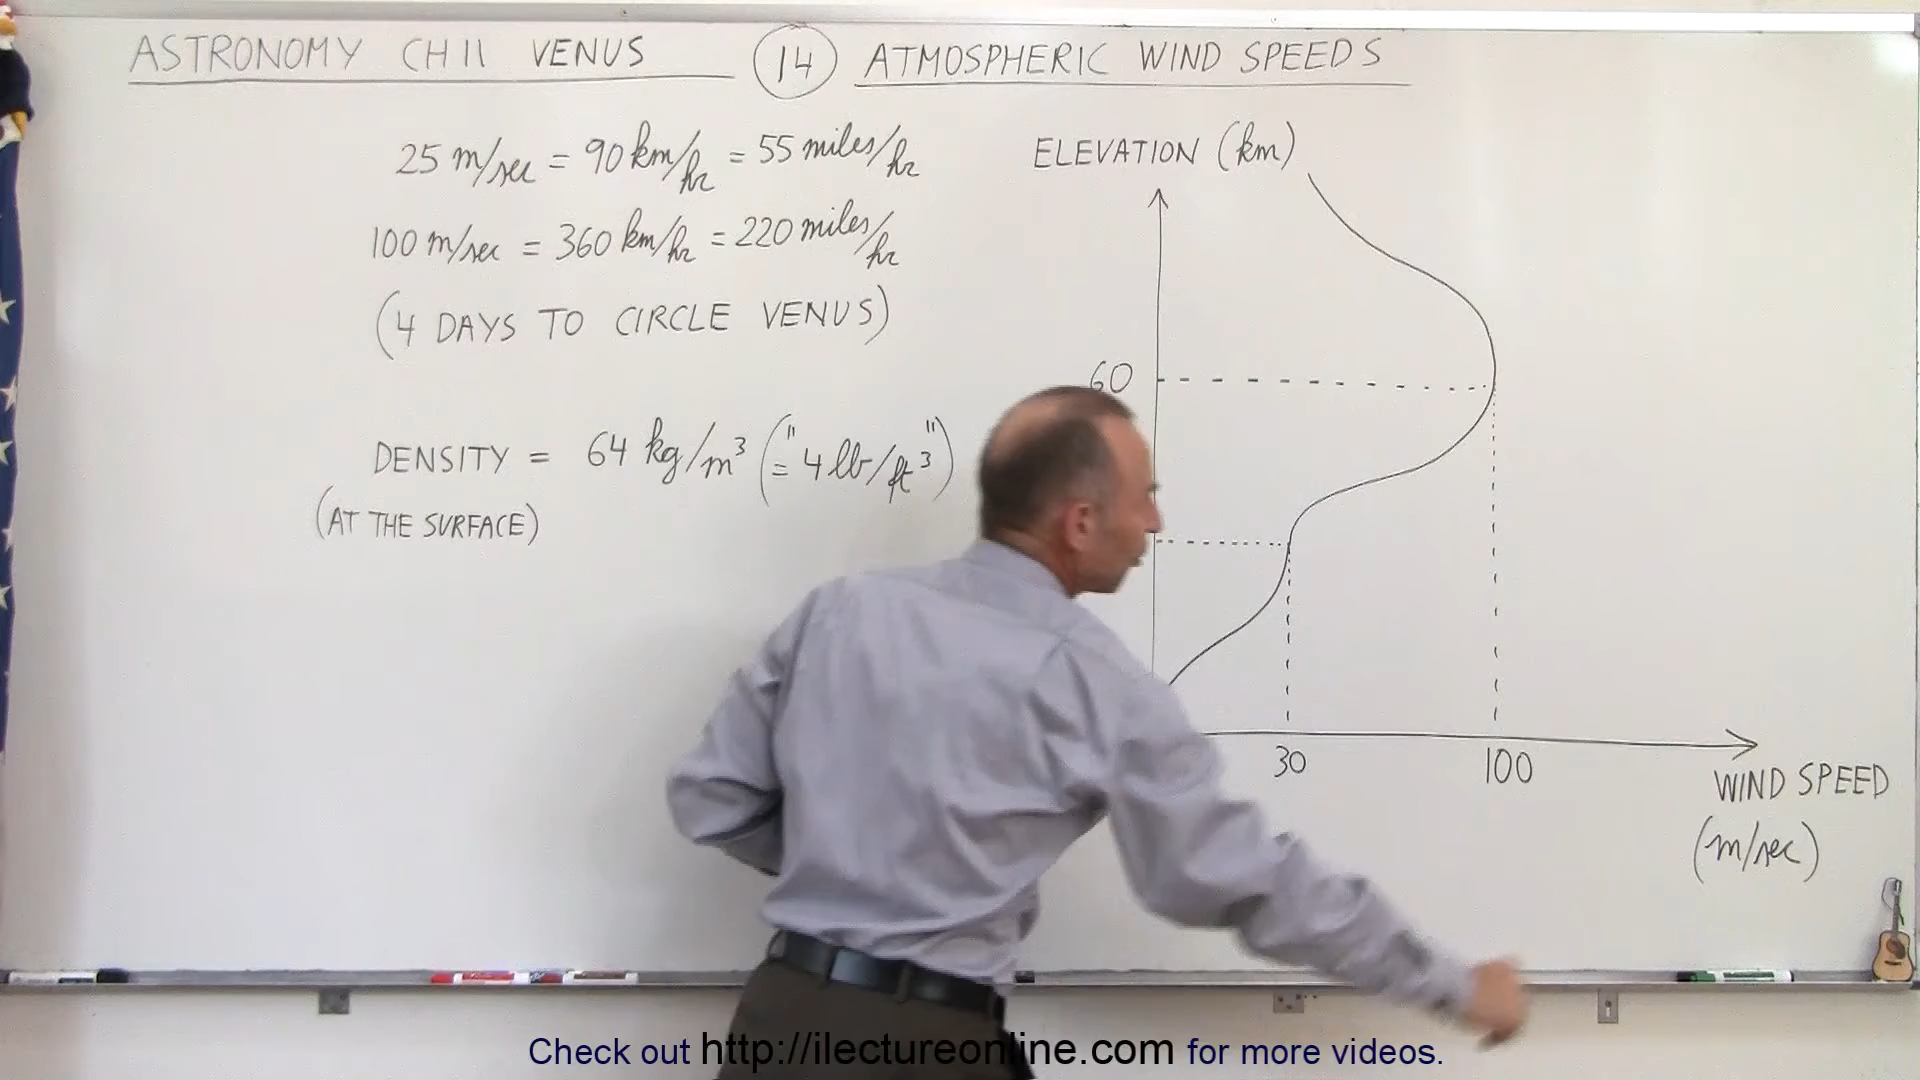 ASTRONOMY CH 11 VENUS 14 ATMOSPHERIC WIND SPEEDS
25 m/sec = 90 km/hr = 55 miles/hr
100 m/sec = 360 km/hr = 220 miles/hr
(4 DAYS TO CIRCLE VENUS)
DENSITY = 64 kg/m³ (= "4 lb/ft³")
(AT THE SURFACE)
ELEVATION (km)
60
30 100
WIND SPEED
(m/sec)
Check out http://ilectureonline.com for more videos.